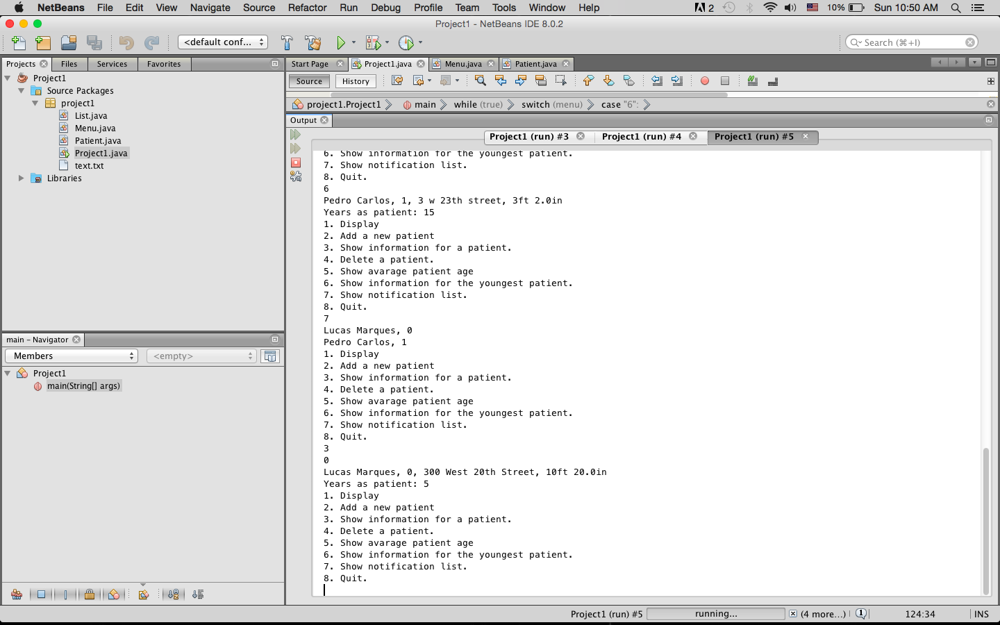 NetBeans File Edit View Navigate Source Refactor Run Debug Profile Team Tools Window Help 2 10% Sun 10:50 AM
Project1 - NetBeans IDE 8.0.2
<default conf... Search (⌘+I)
Projects Files Services Favorites
Start Page Project1.java Menu.java Patient.java
Source History
project1.Project1 main while (true) switch (menu) case "6":
Project1
Source Packages
project1
List.java
Menu.java
Patient.java
Project1.java
text.txt
Libraries
main - Navigator
Members <empty>
Project1
main(String[] args)
Output
Project1 (run) #3 Project1 (run) #4 Project1 (run) #5
6. Show information for the youngest patient.
7. Show notification list.
8. Quit.
6
Pedro Carlos, 1, 3 w 23th street, 3ft 2.0in
Years as patient: 15
1. Display
2. Add a new patient
3. Show information for a patient.
4. Delete a patient.
5. Show avarage patient age
6. Show information for the youngest patient.
7. Show notification list.
8. Quit.
7
Lucas Marques, 0
Pedro Carlos, 1
1. Display
2. Add a new patient
3. Show information for a patient.
4. Delete a patient.
5. Show avarage patient age
6. Show information for the youngest patient.
7. Show notification list.
8. Quit.
3
0
Lucas Marques, 0, 300 West 20th Street, 10ft 20.0in
Years as patient: 5
1. Display
2. Add a new patient
3. Show information for a patient.
4. Delete a patient.
5. Show avarage patient age
6. Show information for the youngest patient.
7. Show notification list.
8. Quit.
Project1 (run) #5 running... (4 more...) 124:34 INS